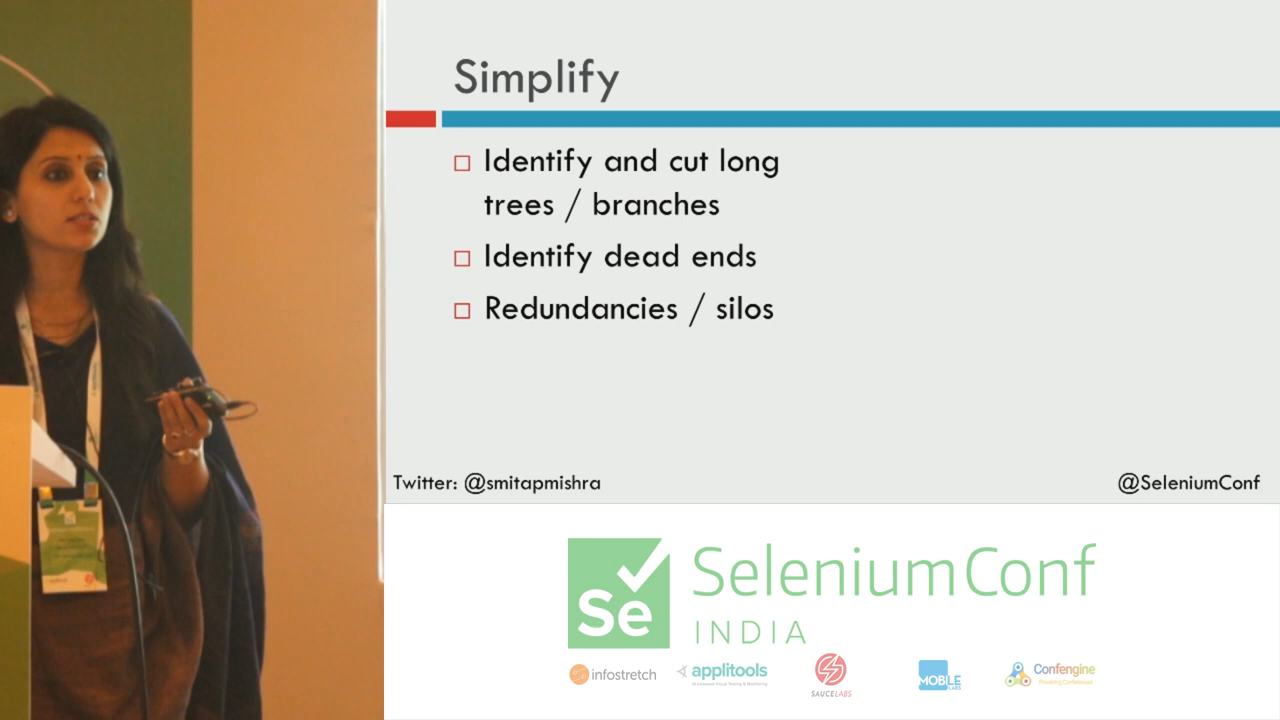 Simplify
Identify and cut long
trees / branches
Identify dead ends
Redundancies / silos
Twitter: @smitapmishra
@SeleniumConf
Se
SeleniumConf
INDIA
infostretch
applitools
SAUCELABS
MOBILE
LABS
Confengine